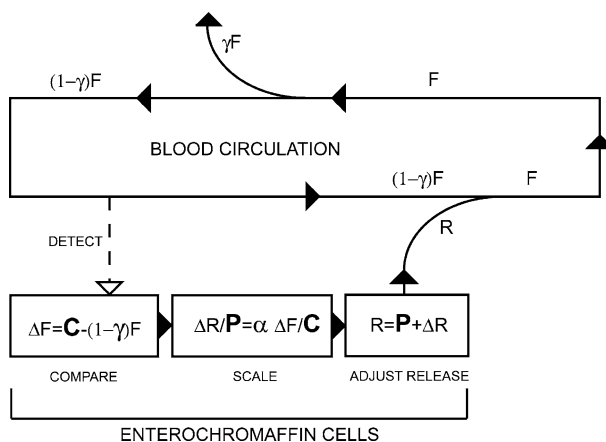 γF
(1−γ)F
F
BLOOD CIRCULATION
(1−γ)F
F
R
DETECT
ΔF=C-(1−γ)F
ΔR/P=α ΔF/C
R=P+ΔR
COMPARE
SCALE
ADJUST RELEASE
ENTEROCHROMAFFIN CELLS